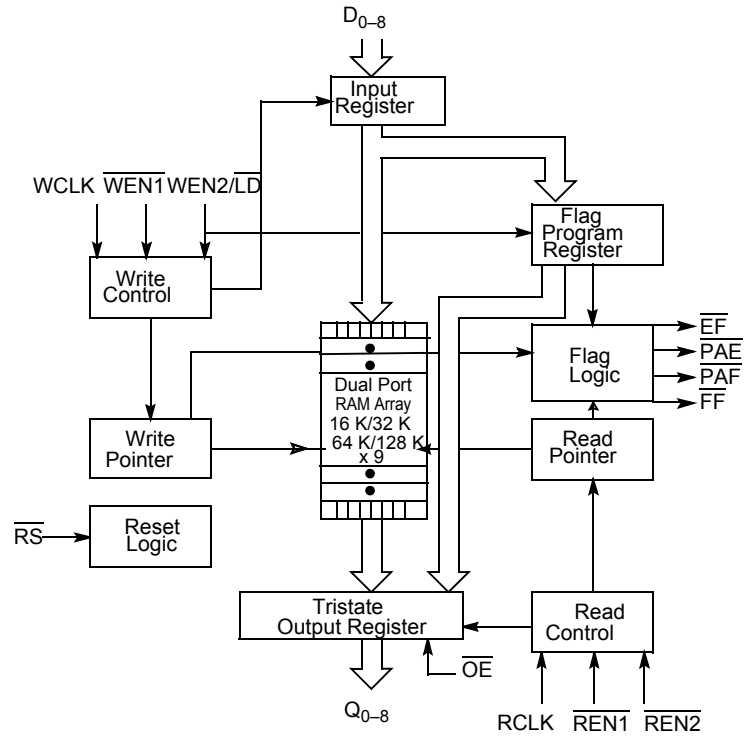 D0–8
Input
Register
WCLK WEN1 WEN2/LD
Flag
Program
Register
Write
Control
EF
PAE
PAF
FF
Flag
Logic
Dual Port
RAM Array
16 K/32 K
64 K/128 K
x 9
Write
Pointer
Read
Pointer
RS
Reset
Logic
Tristate
Output Register
Read
Control
OE
Q0–8
RCLK REN1 REN2